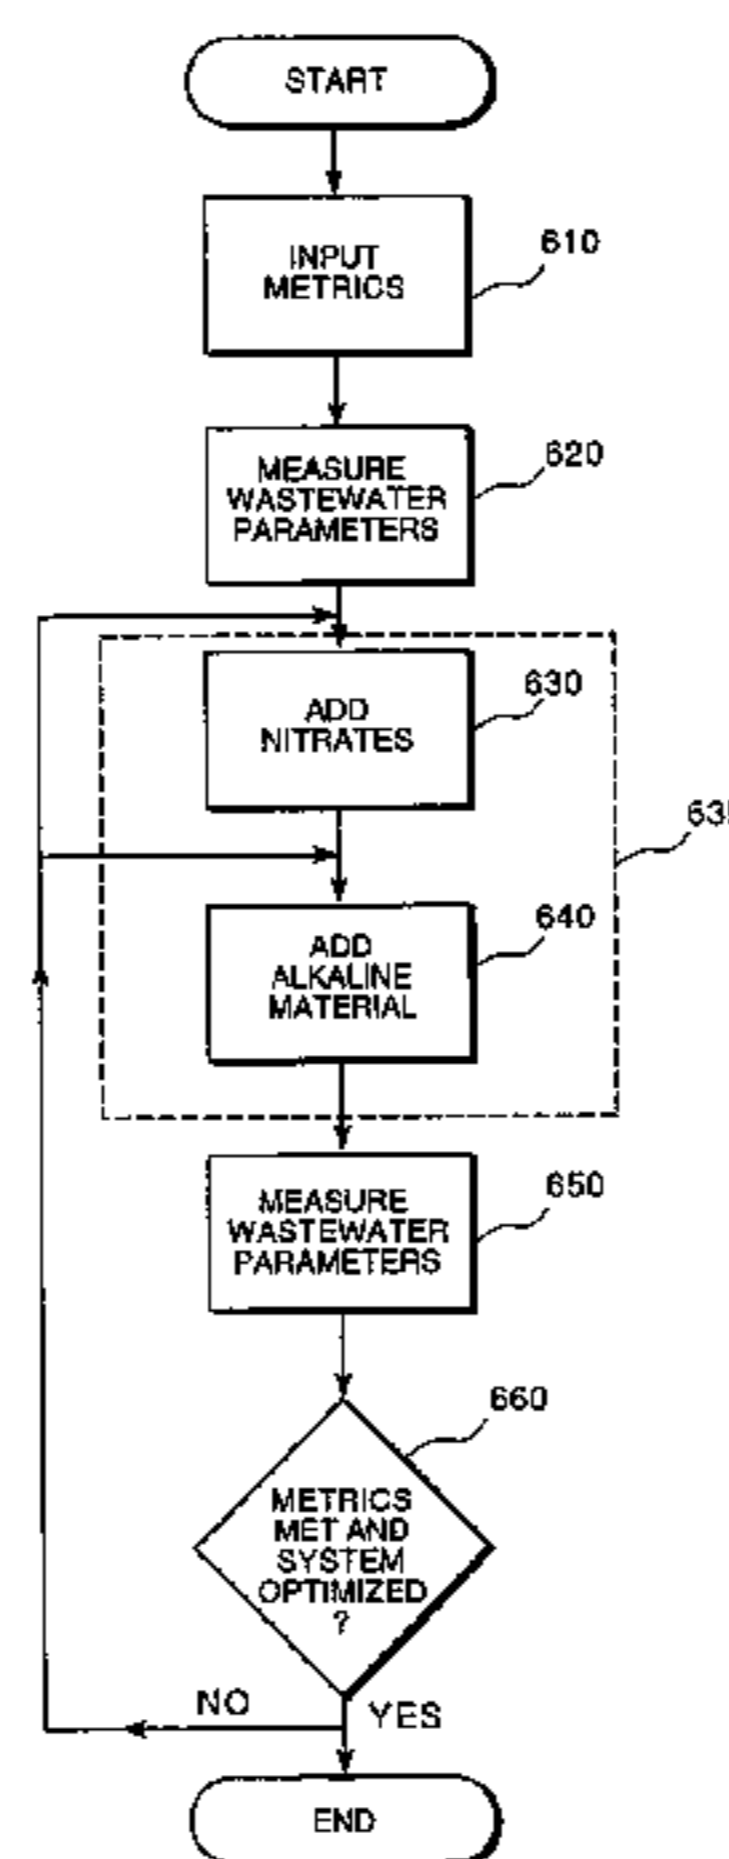 START
INPUT
METRICS
610
MEASURE
WASTEWATER
PARAMETERS
620
ADD
NITRATES
630
ADD
ALKALINE
MATERIAL
640
MEASURE
WASTEWATER
PARAMETERS
650
METRICS
MET AND
SYSTEM
OPTIMIZED
?
660
NO
YES
END